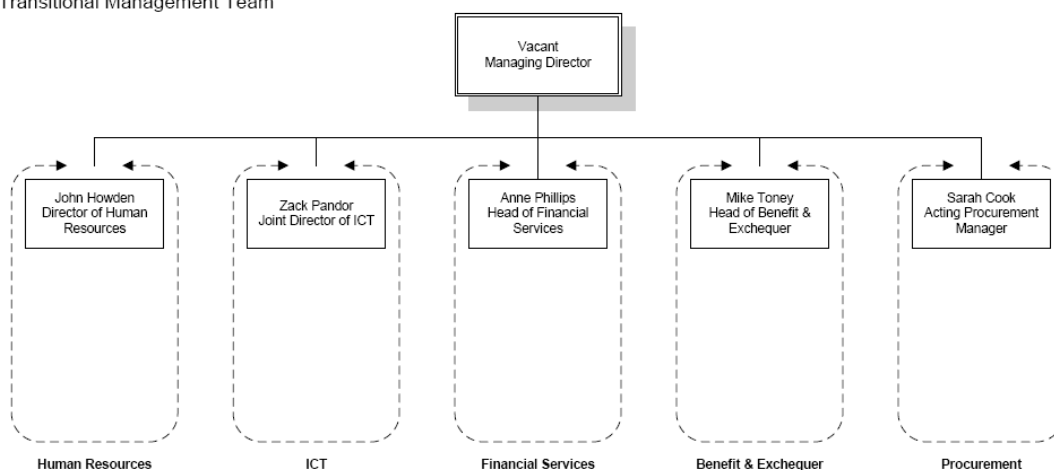 Transitional Management Team
Vacant
Managing Director
John Howden
Director of Human
Resources
Zack Pandor
Joint Director of ICT
Anne Phillips
Head of Financial
Services
Mike Toney
Head of Benefit &
Exchequer
Sarah Cook
Acting Procurement
Manager
Human Resources
ICT
Financial Services
Benefit & Exchequer
Procurement